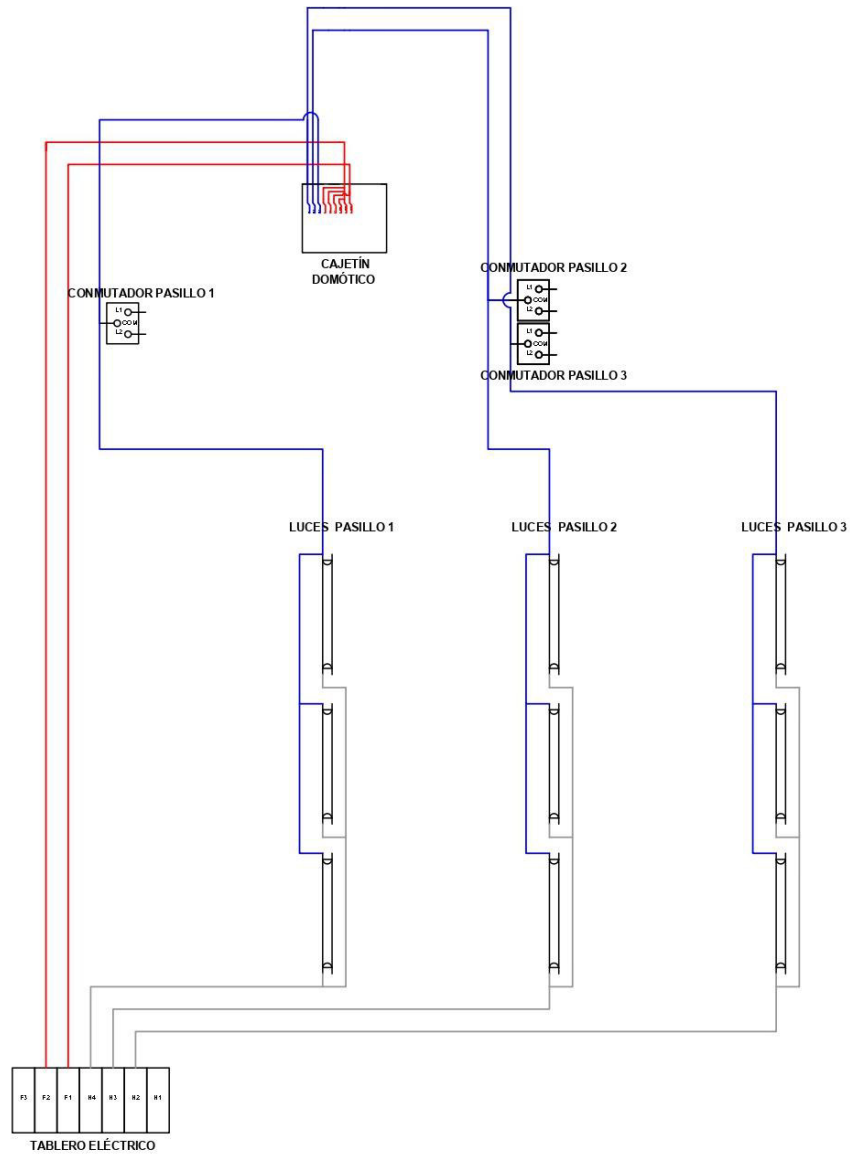 CAJETÍN
DOMÓTICO
CONMUTADOR PASILLO 1
L1
COM
L2
CONMUTADOR PASILLO 2
L1
COM
L2
L1
COM
L2
CONMUTADOR PASILLO 3
LUCES PASILLO 1
LUCES PASILLO 2
LUCES PASILLO 3
F3 F2 F1 N4 N3 N2 N1
TABLERO ELÉCTRICO